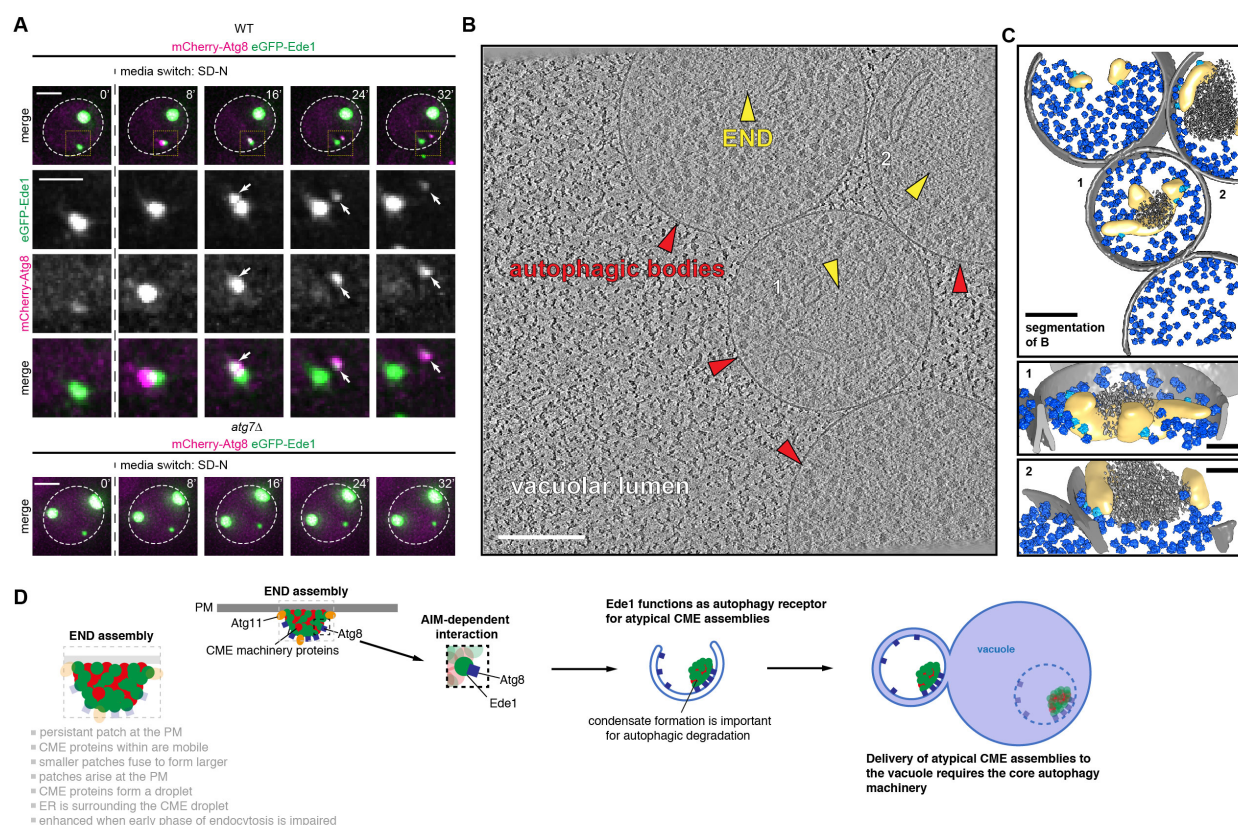 A
WT
mCherry-Atg8 eGFP-Ede1
media switch: SD-N
merge
0'
8'
16'
24'
32'
eGFP-Ede1
mCherry-Atg8
merge
atg7Δ
mCherry-Atg8 eGFP-Ede1
media switch: SD-N
merge
0'
8'
16'
24'
32'
B
END
2
autophagic bodies
1
vacuolar lumen
C
1
2
segmentation
of B
1
2
D
END assembly
persistant patch at the PM
CME proteins within are mobile
smaller patches fuse to form larger
patches arise at the PM
CME proteins form a droplet
ER is surrounding the CME droplet
enhanced when early phase of endocytosis is impaired
END assembly
PM
Atg11
Atg8
CME machinery proteins
AIM-dependent
interaction
Atg8
Ede1
Ede1 functions as autophagy receptor
for atypical CME assemblies
condensate formation is important
for autophagic degradation
vacuole
Delivery of atypical CME assemblies to
the vacuole requires the core autophagy
machinery